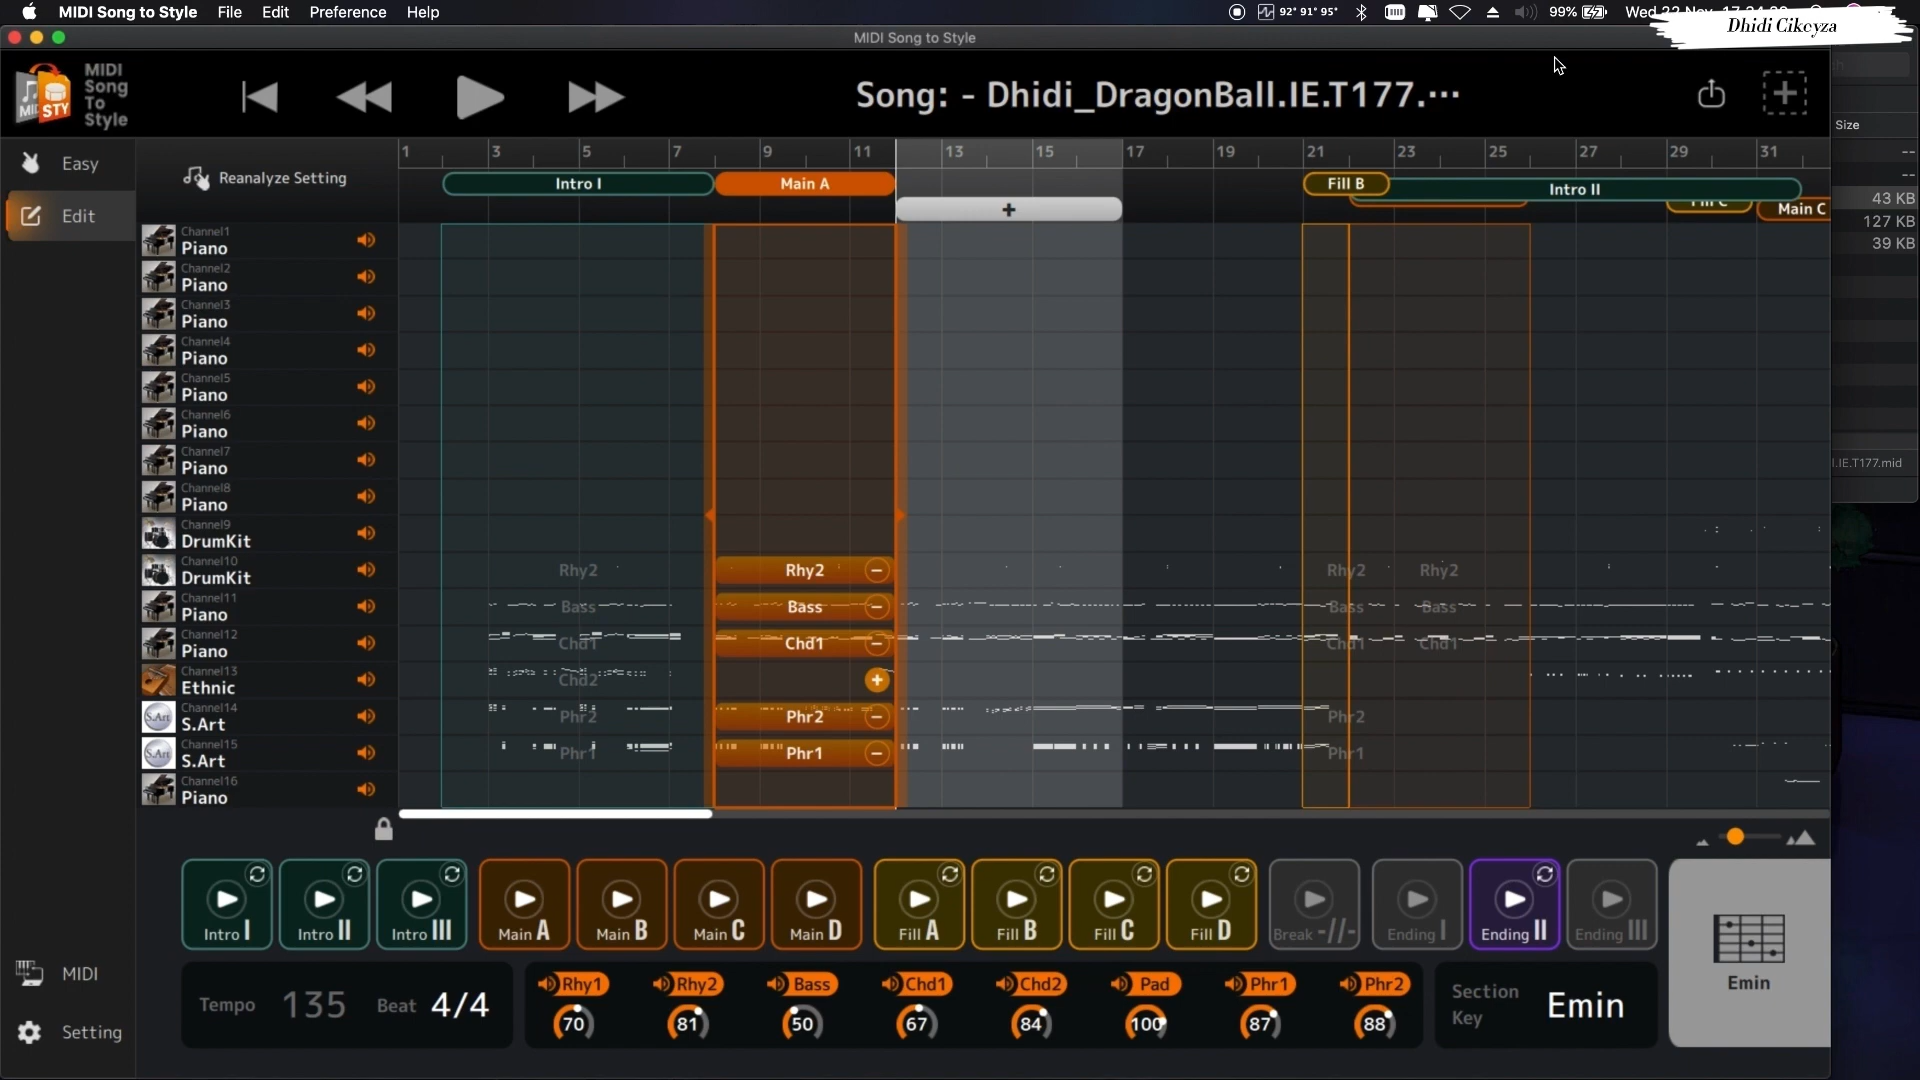 MIDI Song to Style File Edit Preference Help 92° 91° 95° 99%
Dhidi Cikeyza
MIDI Song to Style
MIDI
Song
To
Style
Song: - Dhidi_DragonBall.IE.T177.···
Size
Easy
Edit
Reanalyze Setting
1 3 5 7 9 11 13 15 17 19 21 23 25 27 29 31
Intro I Main A Fill B Intro II
+ Main C
--
--
43 KB
127 KB
39 KB
Channel1
Piano
Channel2
Piano
Channel3
Piano
Channel4
Piano
Channel5
Piano
Channel6
Piano
Channel7
Piano
Channel8
Piano
Channel9
DrumKit
Channel10
DrumKit
Rhy2 Rhy2 Rhy2 Rhy2
Channel11
Piano
Bass Bass Bass Bass
Channel12
Piano
Chd1 Chd1 Chd1 Chd1
Channel13
Ethnic
Chd2
Channel14
S.Art
Phr2 Phr2 Phr2
Channel15
S.Art
Phr1 Phr1 Phr1
Channel16
Piano
.IE.T177.mid
Intro I Intro II Intro III Main A Main B Main C Main D Fill A Fill B Fill C Fill D Break -//- Ending I Ending II Ending III
Emin
MIDI
Setting
Tempo 135 Beat 4/4
Rhy1 Rhy2 Bass Chd1 Chd2 Pad Phr1 Phr2
70 81 50 67 84 100 87 88
Section
Key
Emin